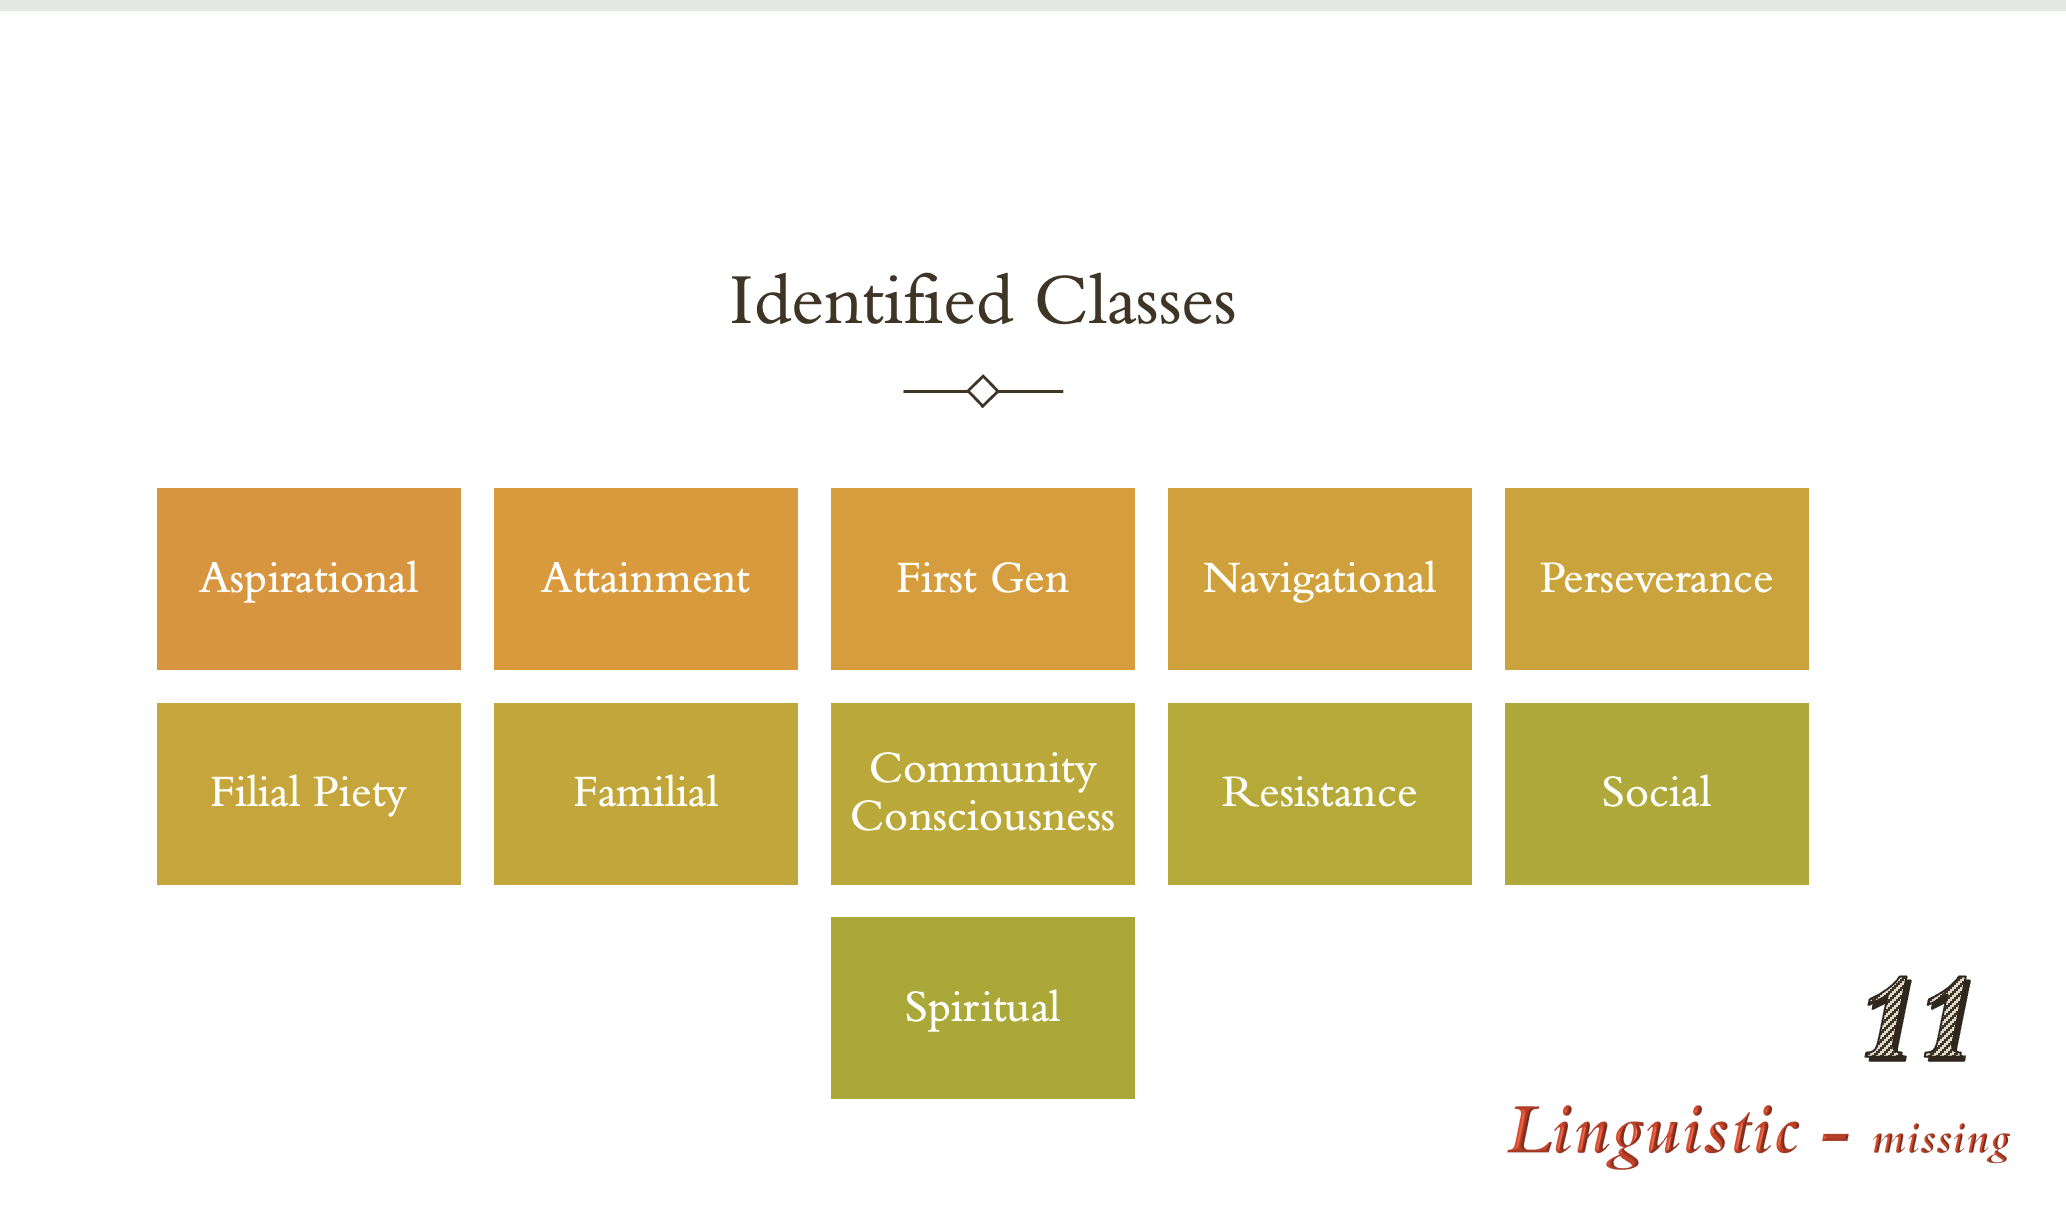 Identified Classes
Aspirational
Attainment
First Gen
Navigational
Perseverance
Filial Piety
Familial
Community
Consciousness
Resistance
Social
Spiritual
11
Linguistic - missing